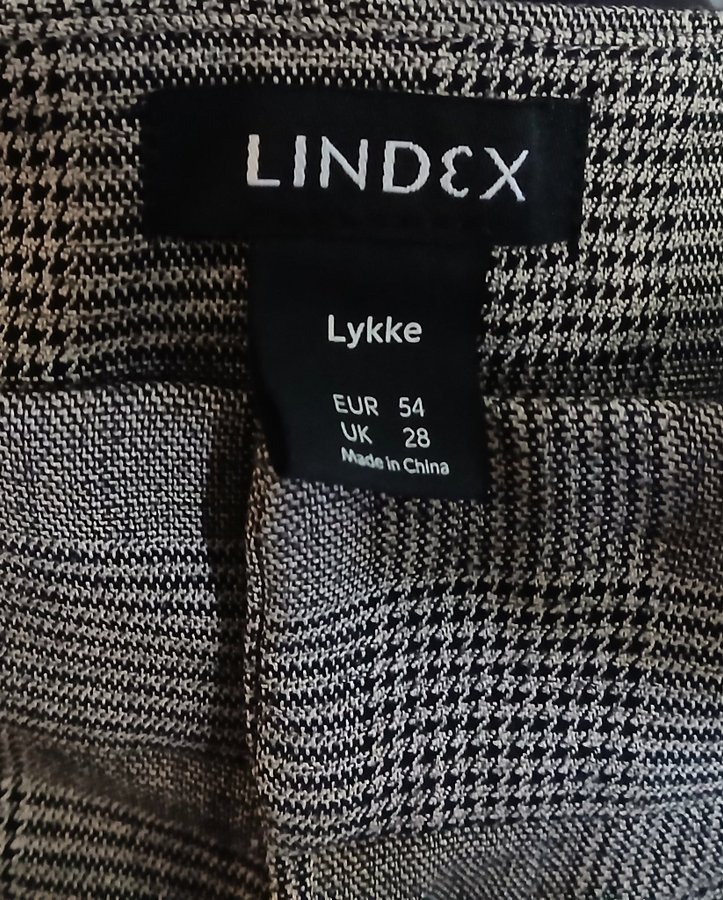 LINDEX
Lykke
EUR 54
UK 28
Made in China